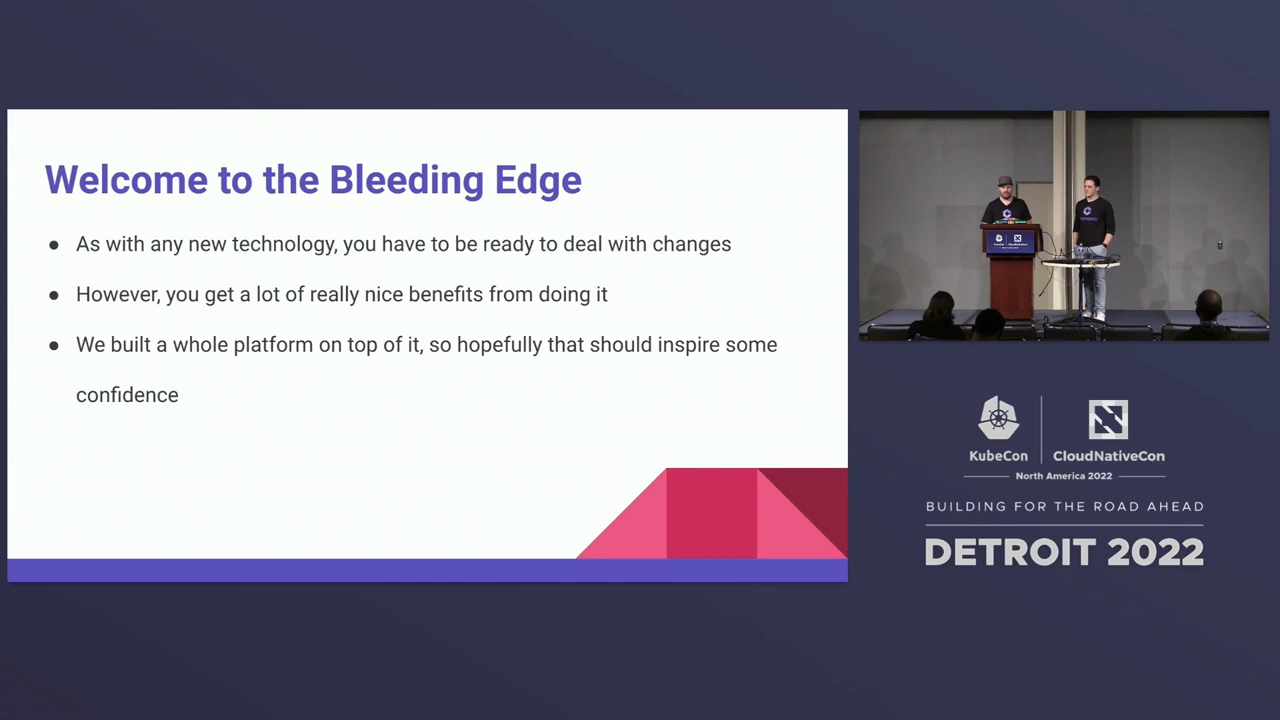 Welcome to the Bleeding Edge
● As with any new technology, you have to be ready to deal with changes
● However, you get a lot of really nice benefits from doing it
● We built a whole platform on top of it, so hopefully that should inspire some
confidence
KubeCon
CloudNativeCon
North America 2022
BUILDING FOR THE ROAD AHEAD
DETROIT 2022